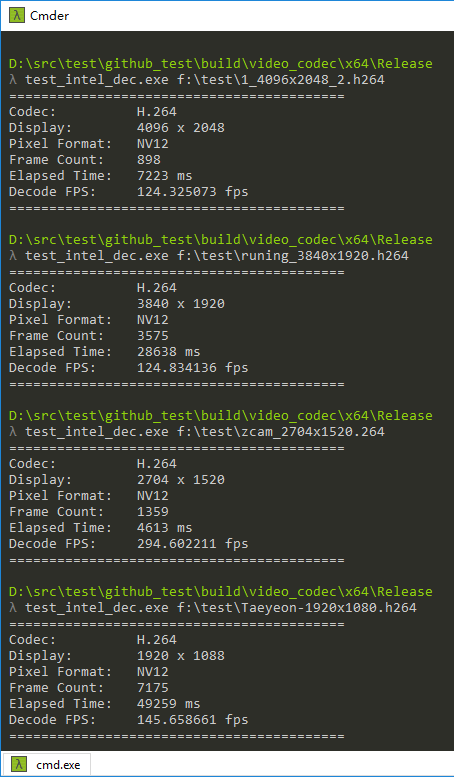 λ Cmder
D:\src\test\github_test\build\video_codec\x64\Release
λ test_intel_dec.exe f:\test\1_4096x2048_2.h264
===========================================
Codec: H.264
Display: 4096 x 2048
Pixel Format: NV12
Frame Count: 898
Elapsed Time: 7223 ms
Decode FPS: 124.325073 fps
===========================================
D:\src\test\github_test\build\video_codec\x64\Release
λ test_intel_dec.exe f:\test\runing_3840x1920.h264
===========================================
Codec: H.264
Display: 3840 x 1920
Pixel Format: NV12
Frame Count: 3575
Elapsed Time: 28638 ms
Decode FPS: 124.834136 fps
===========================================
D:\src\test\github_test\build\video_codec\x64\Release
λ test_intel_dec.exe f:\test\zcam_2704x1520.264
===========================================
Codec: H.264
Display: 2704 x 1520
Pixel Format: NV12
Frame Count: 1359
Elapsed Time: 4613 ms
Decode FPS: 294.602211 fps
===========================================
D:\src\test\github_test\build\video_codec\x64\Release
λ test_intel_dec.exe f:\test\Taeyeon-1920x1080.h264
===========================================
Codec: H.264
Display: 1920 x 1088
Pixel Format: NV12
Frame Count: 7175
Elapsed Time: 49259 ms
Decode FPS: 145.658661 fps
===========================================
λ cmd.exe